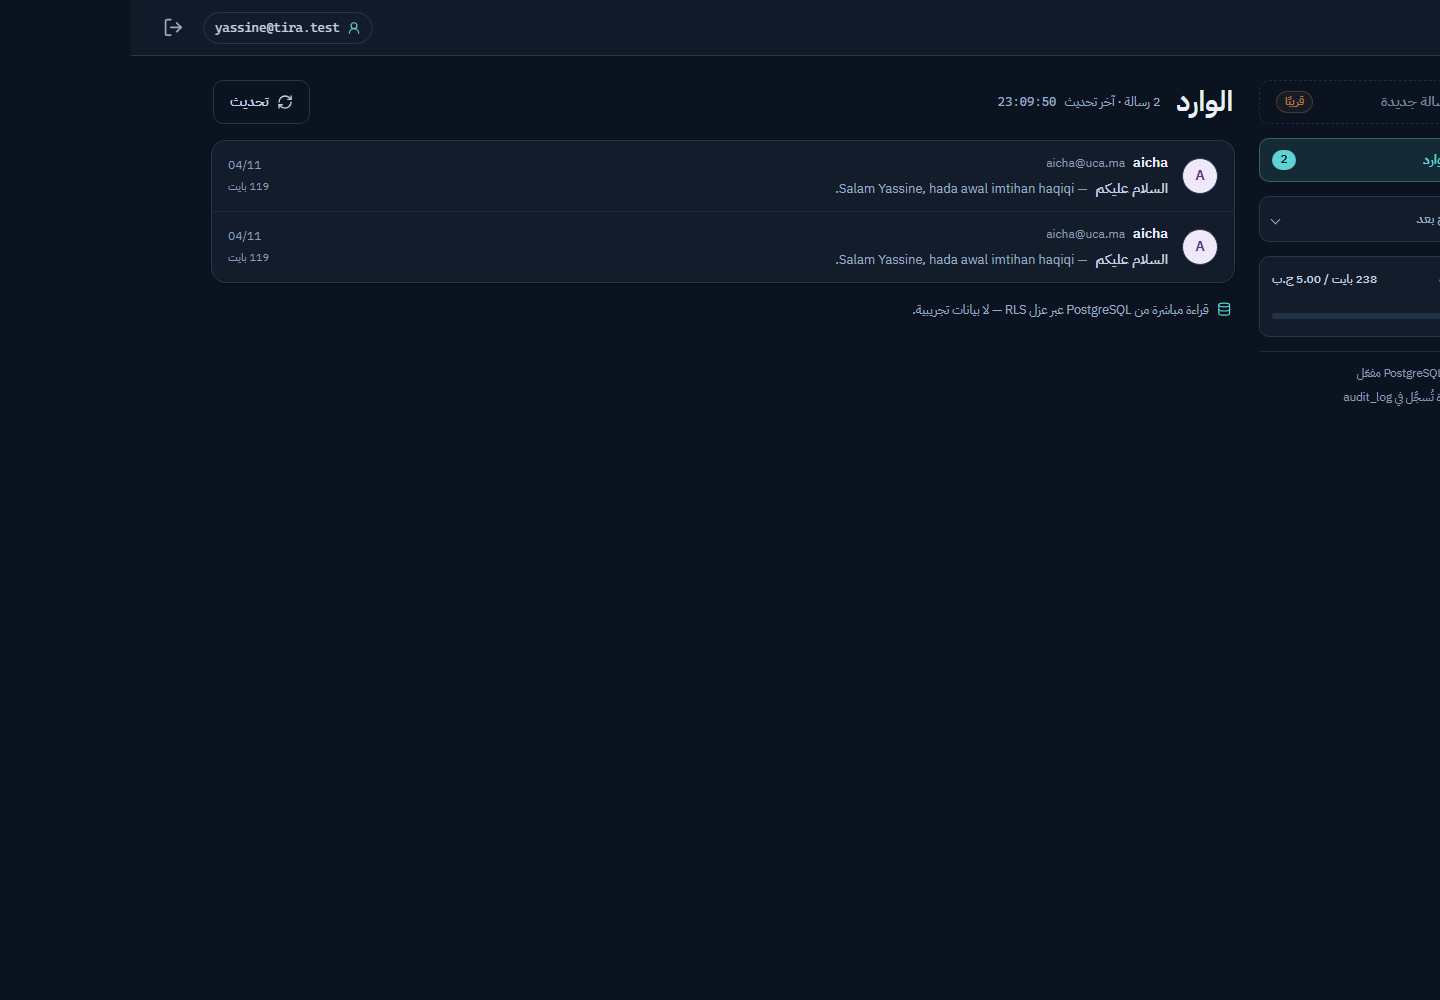 yassine@tira.test
الوارد
2 رسالة · آخر تحديث 23:09:50
تحديث
aicha aicha@uca.ma
04/11
A
السلام عليكم — Salam Yassine, hada awal imtihan haqiqi.
119 بايت
aicha aicha@uca.ma
04/11
A
السلام عليكم — Salam Yassine, hada awal imtihan haqiqi.
119 بايت
قراءة مباشرة من PostgreSQL عبر عزل RLS — لا بيانات تجريبية.
جديدة
قريبًا
2
بعد
238 بايت / 5.00 ج.ب
PostgreSQL مفعّل
تُسجَّل في audit_log